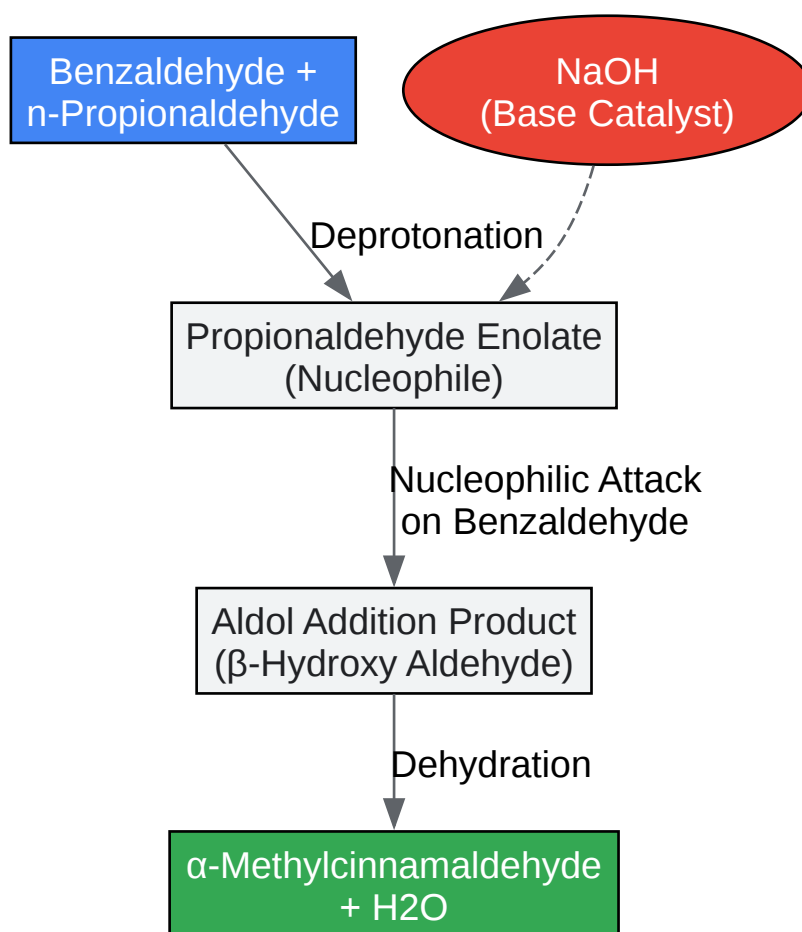 Benzaldehyde +
n-Propionaldehyde
NaOH
(Base Catalyst)
Deprotonation
Propionaldehyde Enolate
(Nucleophile)
Nucleophilic Attack
on Benzaldehyde
Aldol Addition Product
(β-Hydroxy Aldehyde)
Dehydration
α-Methylcinnamaldehyde
+ H2O